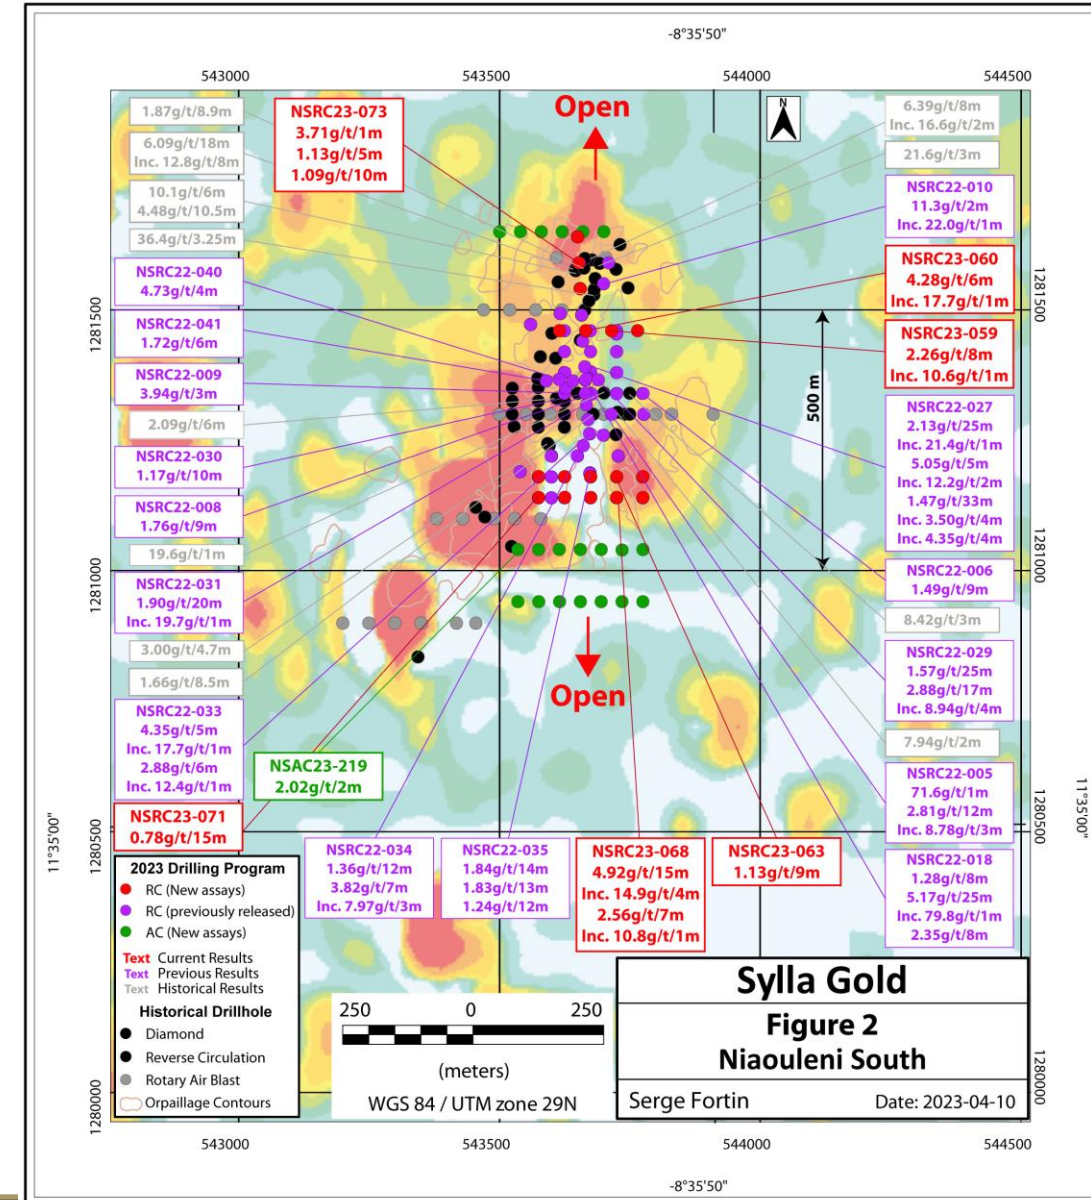 -8°35'50"
543000
543500
544000
544500
1.87g/t/8.9m
6.09g/t/18m
Inc. 12.8g/t/8m
10.1g/t/6m
4.48g/t/10.5m
36.4g/t/3.25m
NSRC22-040
4.73g/t/4m
NSRC22-041
1.72g/t/6m
NSRC22-009
3.94g/t/3m
2.09g/t/6m
NSRC22-030
1.17g/t/10m
NSRC22-008
1.76g/t/9m
19.6g/t/1m
NSRC22-031
1.90g/t/20m
Inc. 19.7g/t/1m
3.00g/t/4.7m
1.66g/t/8.5m
NSRC22-033
4.35g/t/5m
Inc. 17.7g/t/1m
2.88g/t/6m
Inc. 12.4g/t/1m
NSRC23-071
0.78g/t/15m
NSRC23-073
3.71g/t/1m
1.13g/t/5m
1.09g/t/10m
Open
N
6.39g/t/8m
Inc. 16.6g/t/2m
21.6g/t/3m
NSRC22-010
11.3g/t/2m
Inc. 22.0g/t/1m
NSRC23-060
4.28g/t/6m
Inc. 17.7g/t/1m
NSRC23-059
2.26g/t/8m
Inc. 10.6g/t/1m
NSRC22-027
2.13g/t/25m
Inc. 21.4g/t/1m
5.05g/t/5m
Inc. 12.2g/t/2m
1.47g/t/33m
Inc. 3.50g/t/4m
Inc. 4.35g/t/4m
NSRC22-006
1.49g/t/9m
8.42g/t/3m
NSRC22-029
1.57g/t/25m
2.88g/t/17m
Inc. 8.94g/t/4m
7.94g/t/2m
NSRC22-005
71.6g/t/1m
2.81g/t/12m
Inc. 8.78g/t/3m
NSRC22-018
1.28g/t/8m
5.17g/t/25m
Inc. 79.8g/t/1m
2.35g/t/8m
500 m
Open
NSAC23-219
2.02g/t/2m
NSRC22-034
1.36g/t/12m
3.82g/t/7m
Inc. 7.97g/t/3m
NSRC22-035
1.84g/t/14m
1.83g/t/13m
1.24g/t/12m
NSRC23-068
4.92g/t/15m
Inc. 14.9g/t/4m
2.56g/t/7m
Inc. 10.8g/t/1m
NSRC23-063
1.13g/t/9m
1281500
1281000
1280500
1280000
11°35'00"
1281500
1281000
1280500
1280000
11°35'00"
2023 Drilling Program
RC (New assays)
RC (previously released)
AC (New assays)
Text Current Results
Text Previous Results
Text Historical Results
Historical Drillhole
Diamond
Reverse Circulation
Rotary Air Blast
Orpaillage Contours
250 0 250
(meters)
WGS 84 / UTM zone 29N
Sylla Gold
Figure 2
Niaouleni South
Serge Fortin Date: 2023-04-10
543000
543500
544000
544500
-8°35'50"